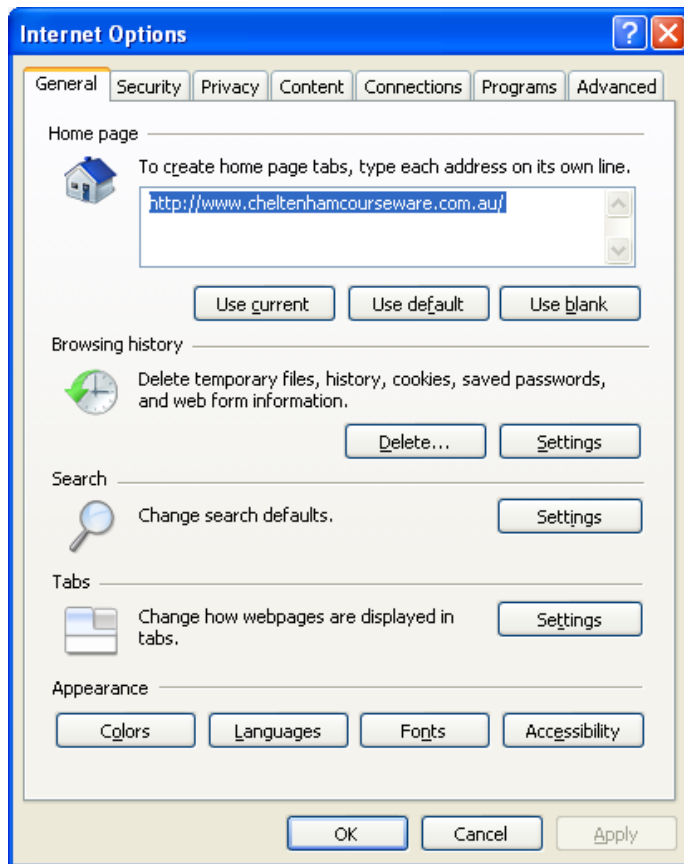 Internet Options
General Security Privacy Content Connections Programs Advanced
Home page
To create home page tabs, type each address on its own line.
http://www.cheltenhamcourseware.com.au/
Use current Use default Use blank
Browsing history
Delete temporary files, history, cookies, saved passwords,
and web form information.
Delete... Settings
Search
Change search defaults. Settings
Tabs
Change how webpages are displayed in
tabs.
Settings
Appearance
Colors Languages Fonts Accessibility
OK Cancel Apply